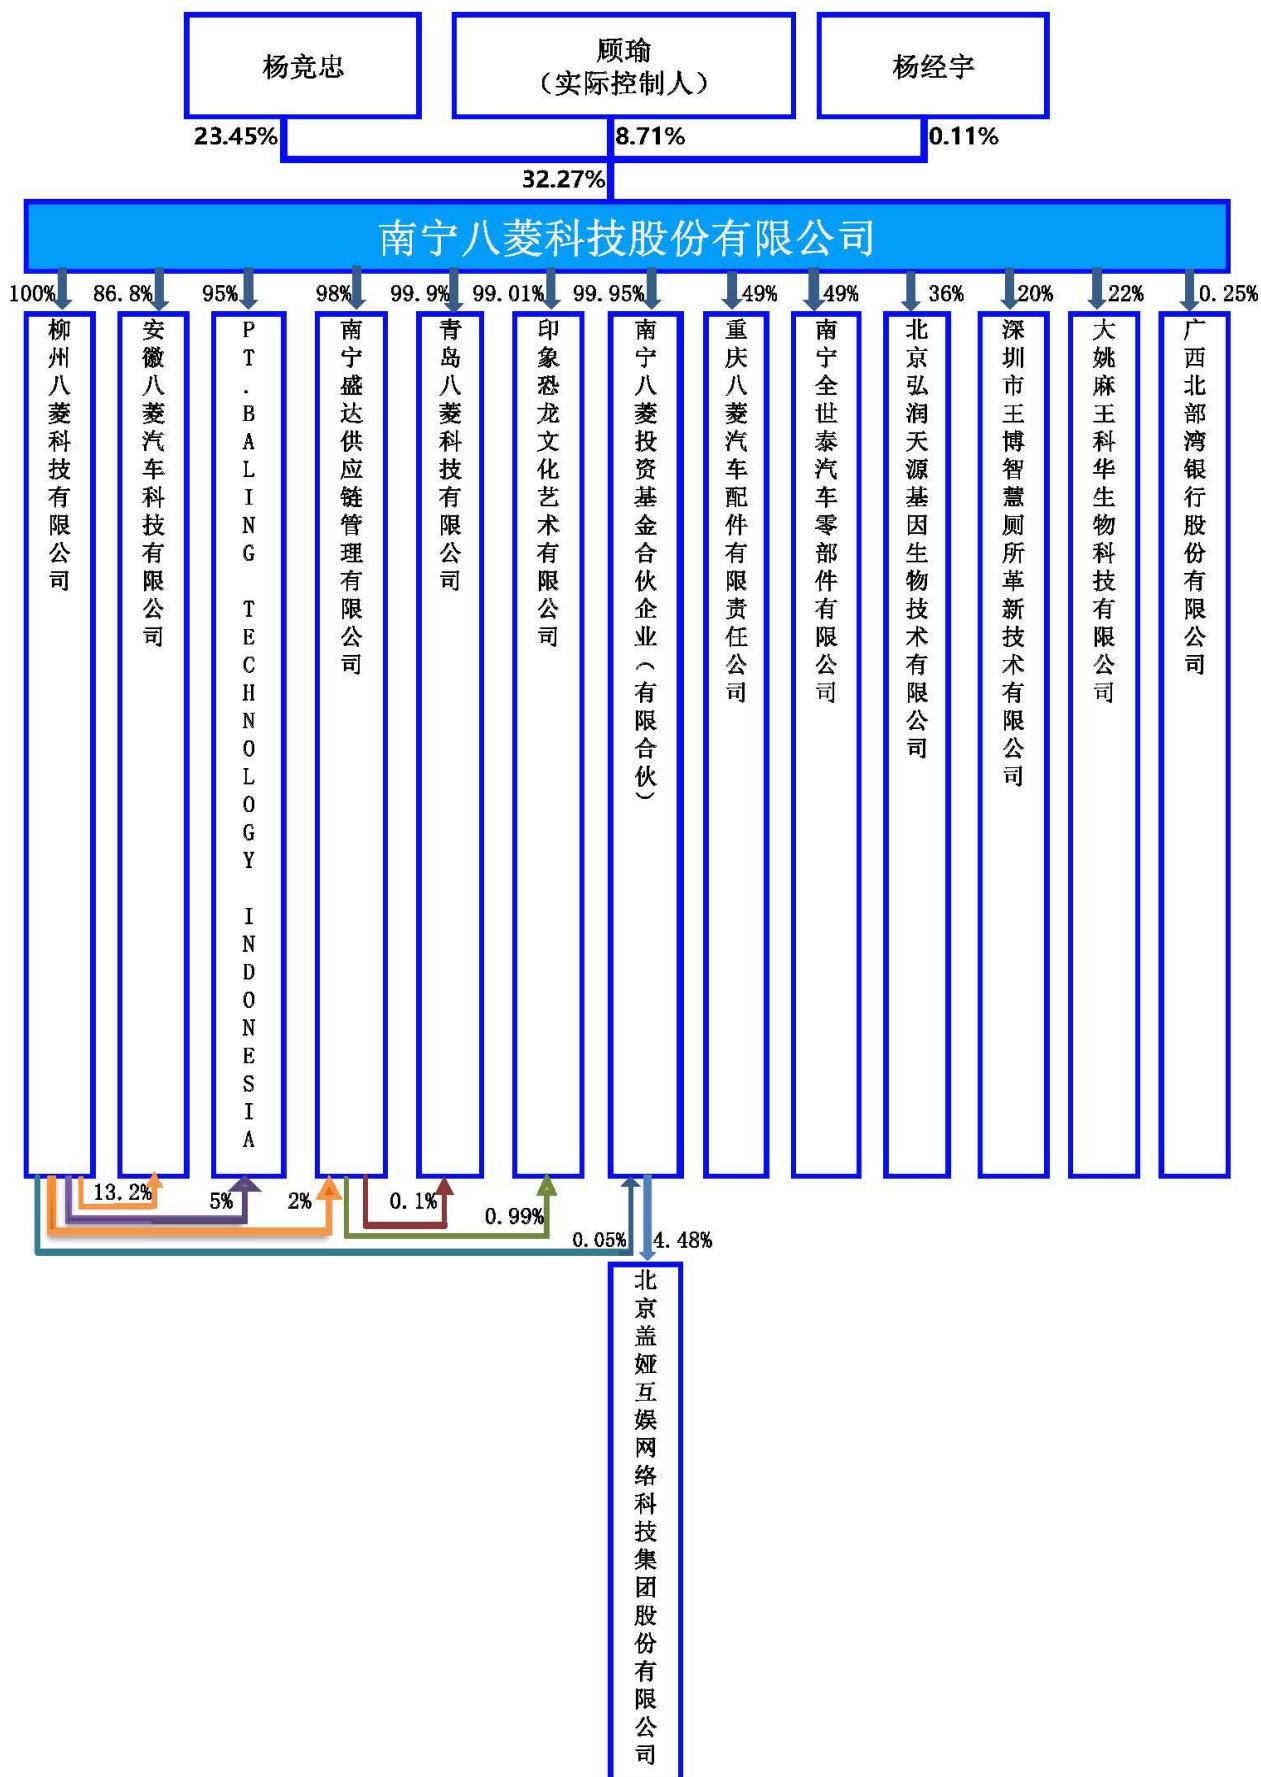 杨竞忠
顾瑜
（实际控制人）
杨经宇
23.45%
8.71%
0.11%
32.27%
南宁八菱科技股份有限公司
100%
86.8%
95%
98%
99.9%
99.01%
99.95%
49%
49%
36%
20%
22%
0.25%
柳州八菱科技有限公司
安徽八菱汽车科技有限公司
PT.BALING TECHNOLOGY INDONESIA
南宁盛达供应链管理有限公司
青岛八菱科技有限公司
印象恐龙文化艺术有限公司
南宁八菱投资基金合伙企业（有限合伙）
重庆八菱汽车配件有限责任公司
南宁全世泰汽车零部件有限公司
北京弘润天源基因生物技术有限公司
深圳市王博智慧厕所革新技术有限公司
大姚麻王科华生物科技有限公司
广西北部湾银行股份有限公司
13.2%
5%
2%
0.1%
0.99%
0.05%
4.48%
北京盖娅互娱网络科技集团股份有限公司